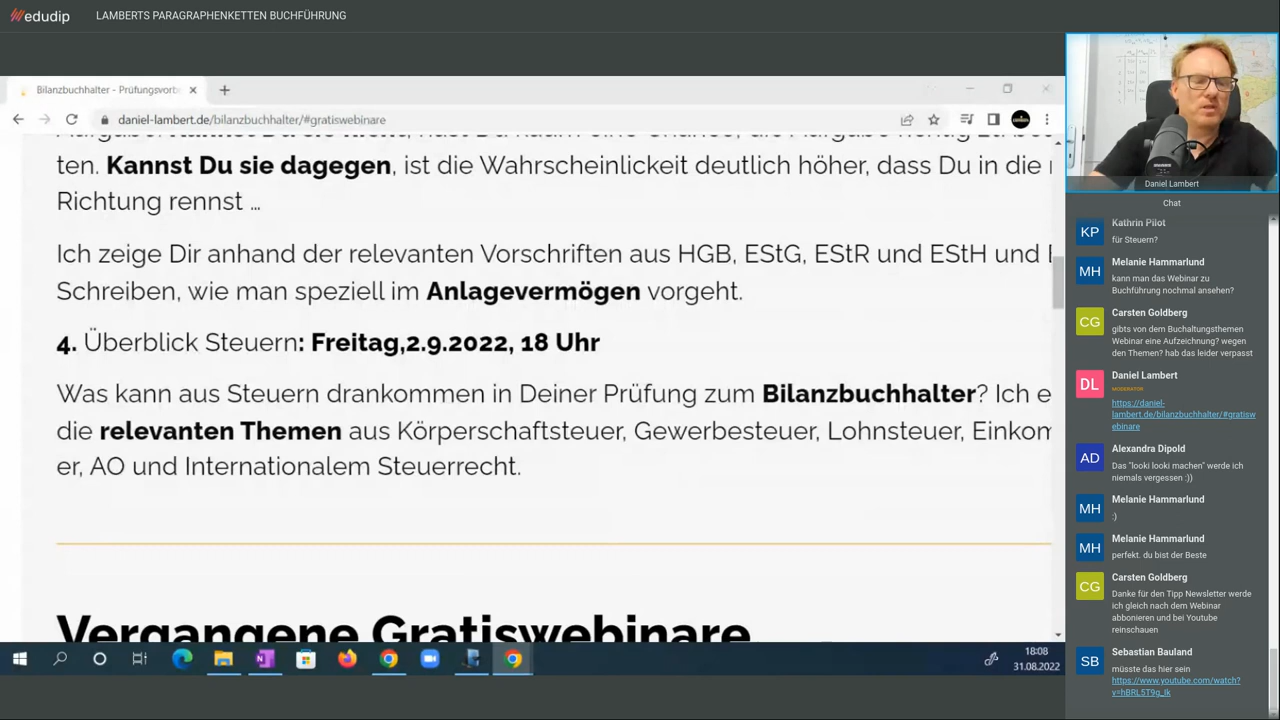 edudip
LAMBERTS PARAGRAPHENKETTEN BUCHFÜHRUNG
Bilanzbuchhalter - Prüfungsvorb
daniel-lambert.de/bilanzbuchhalter/#gratiswebinare
ten. Kannst Du sie dagegen, ist die Wahrscheinlickeit deutlich höher, dass Du in die
Richtung rennst ...
Ich zeige Dir anhand der relevanten Vorschriften aus HGB, EStG, EStR und EStH und
Schreiben, wie man speziell im Anlagevermögen vorgeht.
4. Überblick Steuern: Freitag,2.9.2022, 18 Uhr
Was kann aus Steuern drankommen in Deiner Prüfung zum Bilanzbuchhalter? Ich e
die relevanten Themen aus Körperschaftsteuer, Gewerbesteuer, Lohnsteuer, Einkom
er, AO und Internationalem Steuerrecht.
Vergangene Gratiswebinare
18:08
31.08.2022
Daniel Lambert
Chat
KP
Kathrin Pilot
für Steuern?
MH
Melanie Hammarlund
kann man das Webinar zu
Buchführung nochmal ansehen?
CG
Carsten Goldberg
gibts von dem Buchaltungsthemen
Webinar eine Aufzeichnung? wegen
den Themen? hab das leider verpasst
DL
Daniel Lambert
MODERATOR
https://daniel-
lambert.de/bilanzbuchhalter/#gratisw
ebinare
AD
Alexandra Dipold
Das "looki looki machen" werde ich
niemals vergessen :))
MH
Melanie Hammarlund
:)
MH
Melanie Hammarlund
perfekt. du bist der Beste
CG
Carsten Goldberg
Danke für den Tipp Newsletter werde
ich gleich nach dem Webinar
abbonieren und bei Youtube
reinschauen
SB
Sebastian Bauland
müsste das hier sein
https://www.youtube.com/watch?
v=hBRL5T9g_Ik